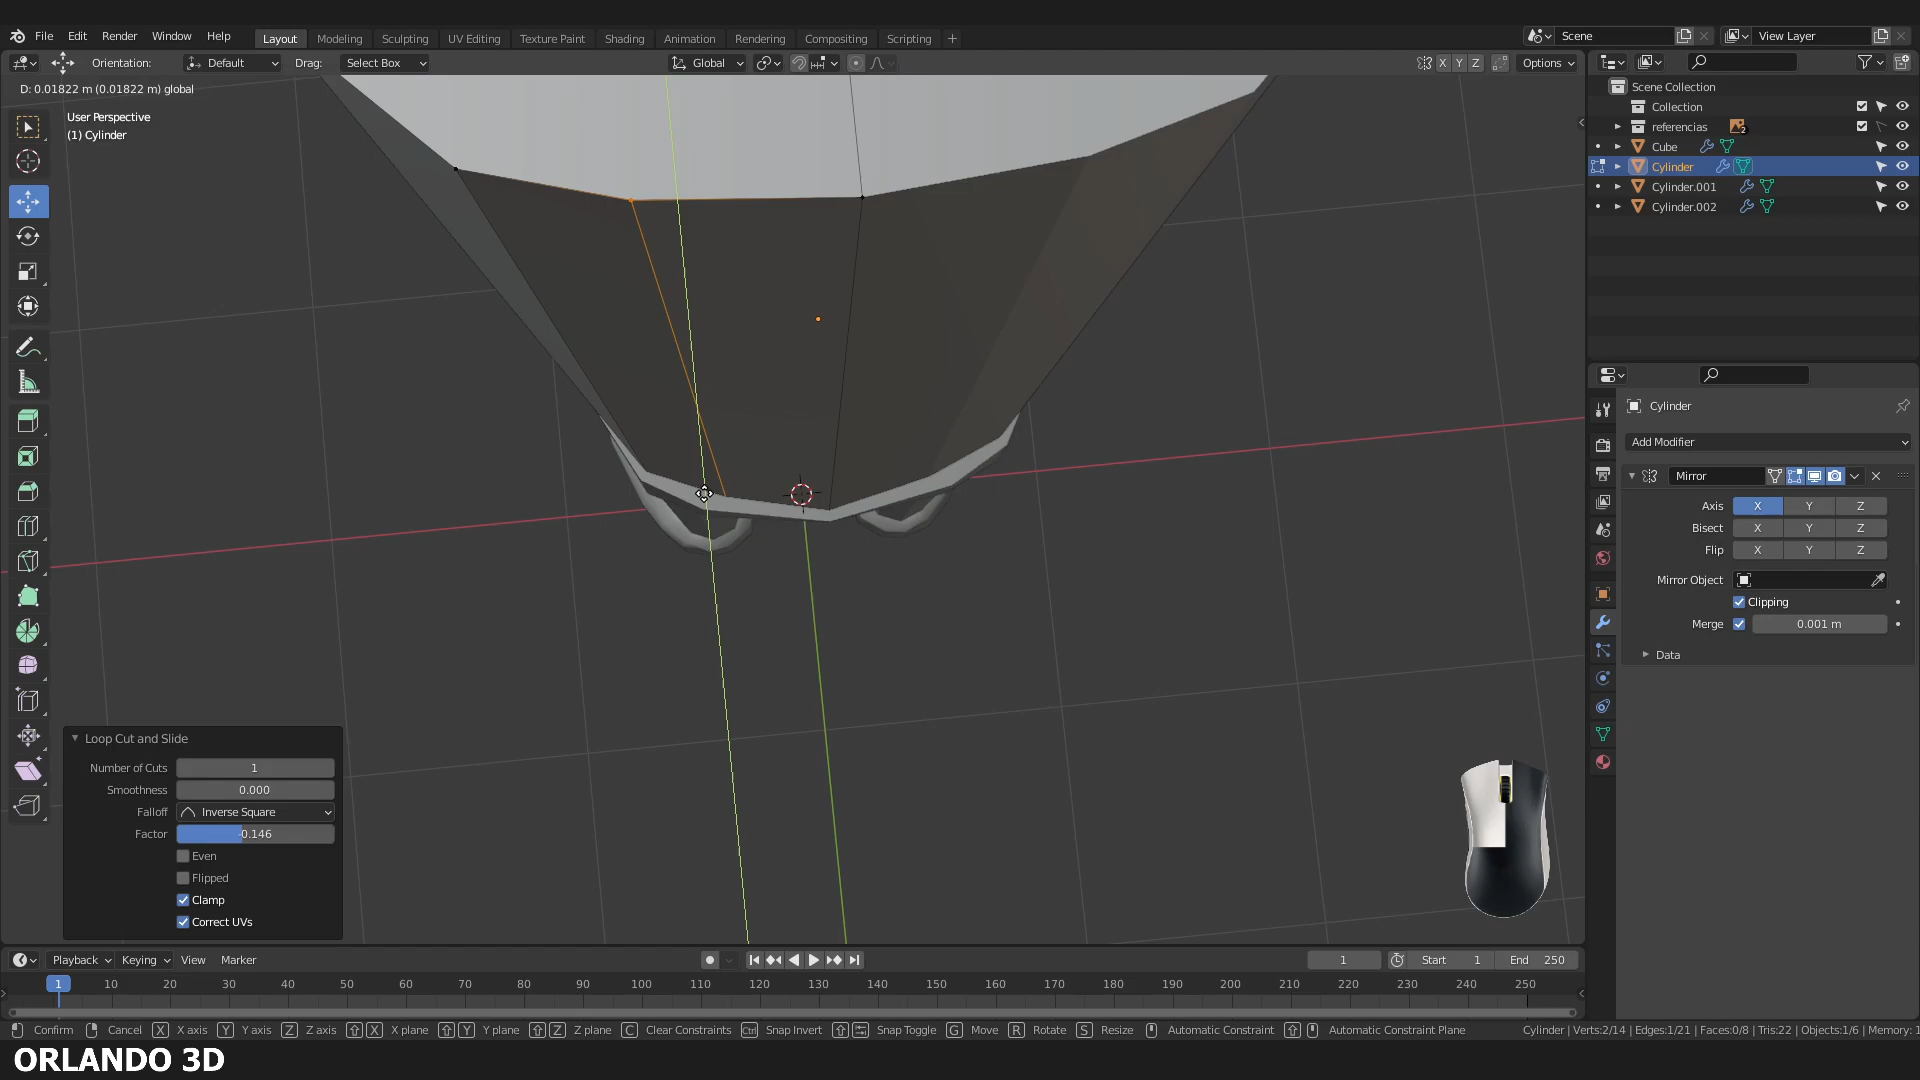 File Edit Render Window Help Layout Modeling Sculpting UV Editing Texture Paint Shading Animation Rendering Compositing Scripting + Scene View Layer
Orientation: Default Drag: Select Box Global X Y Z Options
D: 0.01822 m (0.01822 m) global
User Perspective
(1) Cylinder
Scene Collection
Collection
referencias 2
Cube
Cylinder
Cylinder.001
Cylinder.002
Cylinder
Add Modifier
Mirror
Axis X Y Z
Bisect X Y Z
Flip X Y Z
Mirror Object
Clipping
Merge 0.001 m
Data
Loop Cut and Slide
Number of Cuts 1
Smoothness 0.000
Falloff Inverse Square
Factor -0.146
Even
Flipped
Clamp
Correct UVs
Playback Keying View Marker 1 Start 1 End 250
1 10 20 30 40 50 60 70 80 90 100 110 120 130 140 150 160 170 180 190 200 210 220 230 240 250
Confirm Cancel X X axis Y Y axis Z Z axis X X plane Y Y plane Z Z plane C Clear Constraints Ctrl Snap Invert Snap Toggle G Move R Rotate S Resize Automatic Constraint Automatic Constraint Plane Cylinder | Verts:2/14 | Edges:1/21 | Faces:0/8 | Tris:22 | Objects:1/6 | Memory: 1
ORLANDO 3D